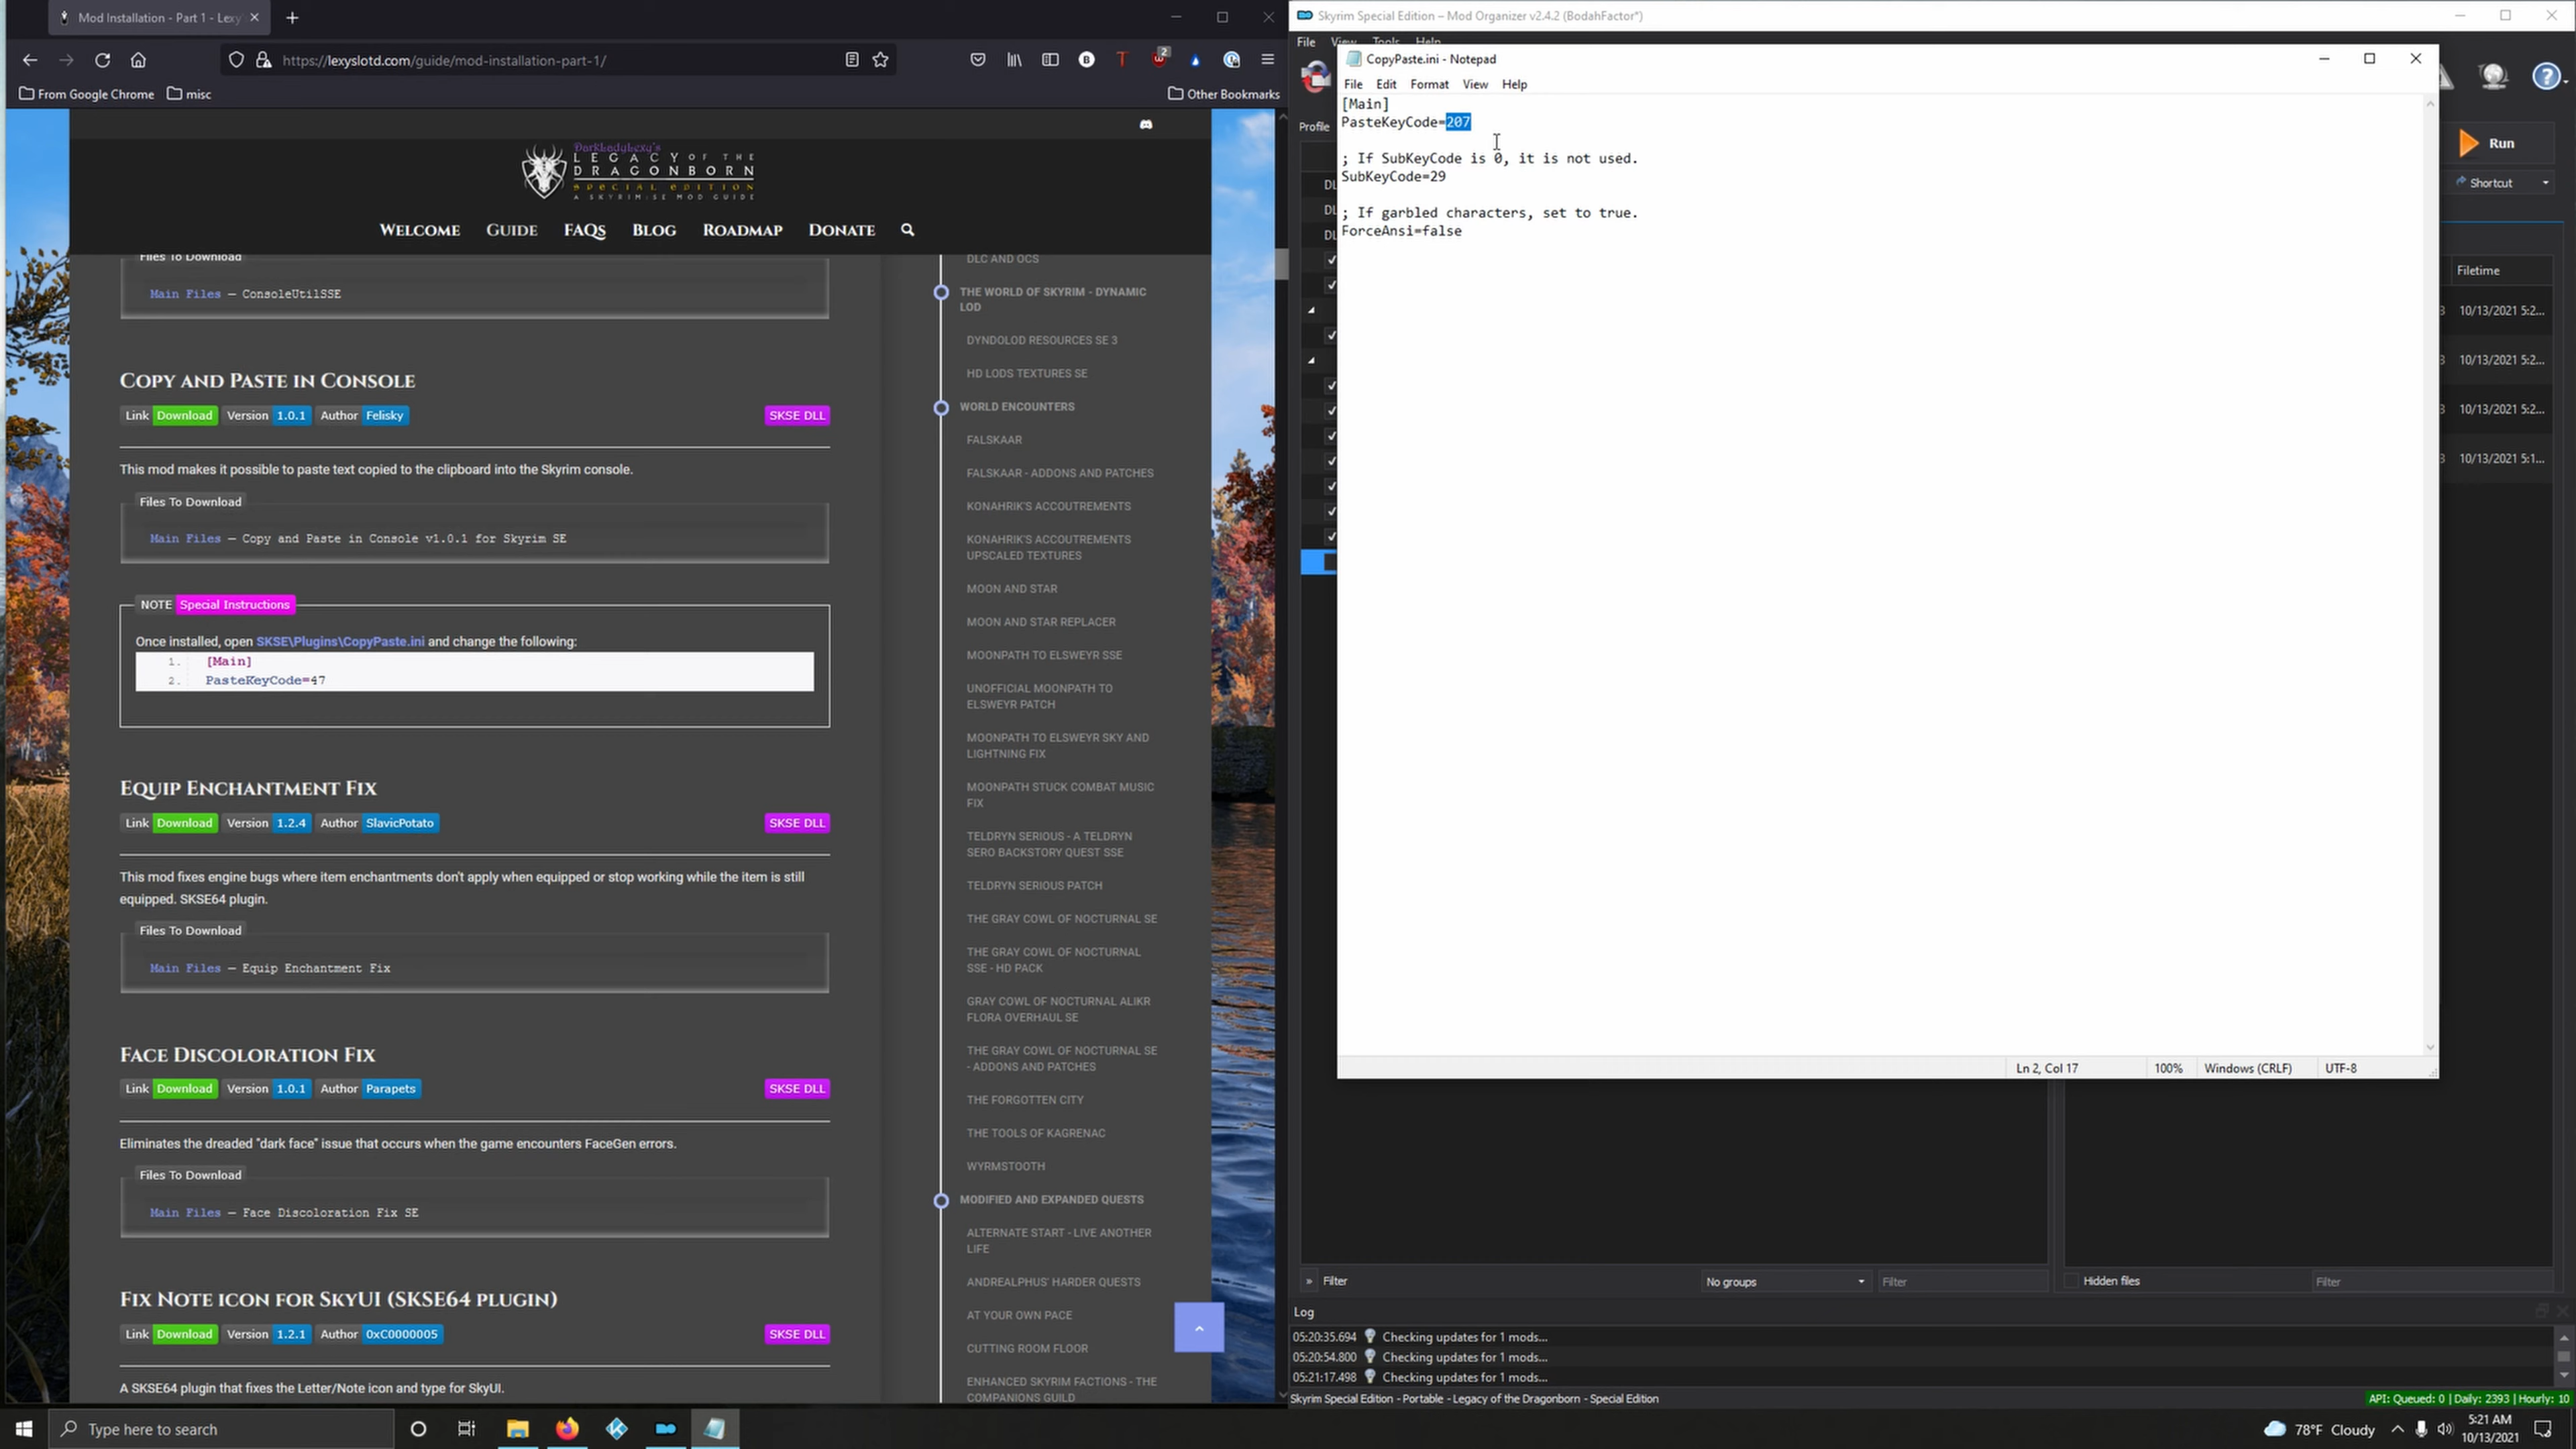 Mod Installation - Part 1 - Lexy
https://lexyslotd.com/guide/mod-installation-part-1/
2
From Google Chrome
misc
Other Bookmarks
DarkLadyLexy's
LEGACY OF THE
DRAGONBORN
SPECIAL EDITION
A SKYRIM:SE MOD GUIDE
WELCOME GUIDE FAQS BLOG ROADMAP DONATE
Files To Download
Main Files — ConsoleUtilSSE
COPY AND PASTE IN CONSOLE
Link Download Version 1.0.1 Author Felisky SKSE DLL
This mod makes it possible to paste text copied to the clipboard into the Skyrim console.
Files To Download
Main Files — Copy and Paste in Console v1.0.1 for Skyrim SE
NOTE Special Instructions
Once installed, open SKSE\Plugins\CopyPaste.ini and change the following:
1. [Main]
2. PasteKeyCode=47
EQUIP ENCHANTMENT FIX
Link Download Version 1.2.4 Author SlavicPotato SKSE DLL
This mod fixes engine bugs where item enchantments don't apply when equipped or stop working while the item is still
equipped. SKSE64 plugin.
Files To Download
Main Files — Equip Enchantment Fix
FACE DISCOLORATION FIX
Link Download Version 1.0.1 Author Parapets SKSE DLL
Eliminates the dreaded "dark face" issue that occurs when the game encounters FaceGen errors.
Files To Download
Main Files — Face Discoloration Fix SE
FIX NOTE ICON FOR SKYUI (SKSE64 PLUGIN)
Link Download Version 1.2.1 Author 0xC0000005 SKSE DLL
A SKSE64 plugin that fixes the Letter/Note icon and type for SkyUI.
DLC AND OCS
THE WORLD OF SKYRIM - DYNAMIC
LOD
DYNDOLOD RESOURCES SE 3
HD LODS TEXTURES SE
WORLD ENCOUNTERS
FALSKAAR
FALSKAAR - ADDONS AND PATCHES
KONAHRIK'S ACCOUTREMENTS
KONAHRIK'S ACCOUTREMENTS
UPSCALED TEXTURES
MOON AND STAR
MOON AND STAR REPLACER
MOONPATH TO ELSWEYR SSE
UNOFFICIAL MOONPATH TO
ELSWEYR PATCH
MOONPATH TO ELSWEYR SKY AND
LIGHTNING FIX
MOONPATH STUCK COMBAT MUSIC
FIX
TELDRYN SERIOUS - A TELDRYN
SERO BACKSTORY QUEST SSE
TELDRYN SERIOUS PATCH
THE GRAY COWL OF NOCTURNAL SE
THE GRAY COWL OF NOCTURNAL
SSE - HD PACK
GRAY COWL OF NOCTURNAL ALIKR
FLORA OVERHAUL SE
THE GRAY COWL OF NOCTURNAL SE
- ADDONS AND PATCHES
THE FORGOTTEN CITY
THE TOOLS OF KAGRENAC
WYRMSTOOTH
MODIFIED AND EXPANDED QUESTS
ALTERNATE START - LIVE ANOTHER
LIFE
ANDREALPHUS' HARDER QUESTS
AT YOUR OWN PACE
CUTTING ROOM FLOOR
ENHANCED SKYRIM FACTIONS - THE
COMPANIONS GUILD
Skyrim Special Edition – Mod Organizer v2.4.2 (BodahFactor*)
File View Tools Help
Profile
DL
DL
DL
CopyPaste.ini - Notepad
File Edit Format View Help
[Main]
PasteKeyCode=207
; If SubKeyCode is 0, it is not used.
SubKeyCode=29
; If garbled characters, set to true.
ForceAnsi=false
Ln 2, Col 17 100% Windows (CRLF) UTF-8
Run
Shortcut
Filetime
3 10/13/2021 5:2...
3 10/13/2021 5:2...
3 10/13/2021 5:2...
3 10/13/2021 5:1...
» Filter No groups Filter Hidden files Filter
Log
05:20:35.694 Checking updates for 1 mods...
05:20:54.800 Checking updates for 1 mods...
05:21:17.498 Checking updates for 1 mods...
Skyrim Special Edition - Portable - Legacy of the Dragonborn - Special Edition API: Queued: 0 | Daily: 2393 | Hourly: 10
Type here to search
78°F Cloudy
5:21 AM
10/13/2021